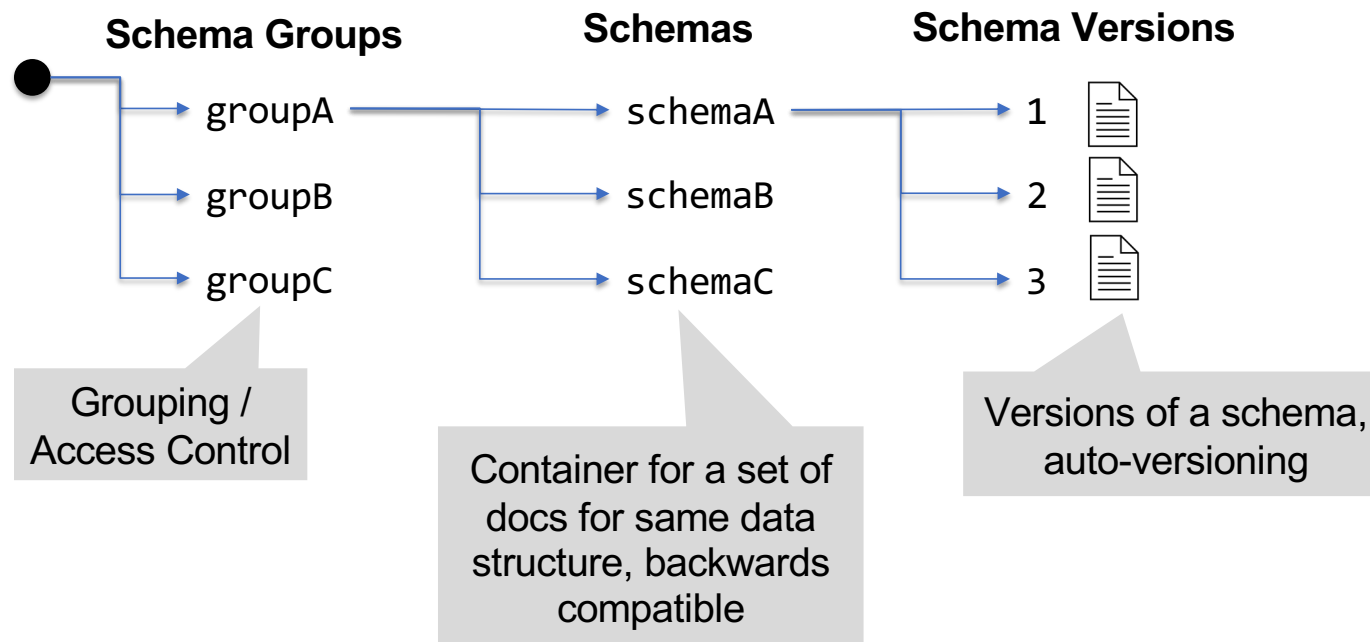 Schema Groups
Schemas
Schema Versions
groupA
schemaA
1
groupB
schemaB
2
groupC
schemaC
3
Grouping /
Access Control
Container for a set of
docs for same data
structure, backwards
compatible
Versions of a schema,
auto-versioning